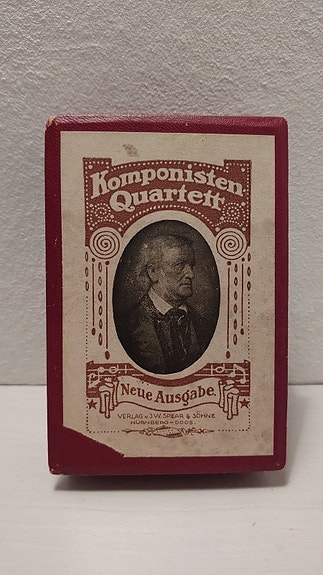 Komponisten
Quartett
Neue Ausgabe.
VERLAG v. J.W. SPEAR & SÖHNE
NÜRNBERG-DOOS.